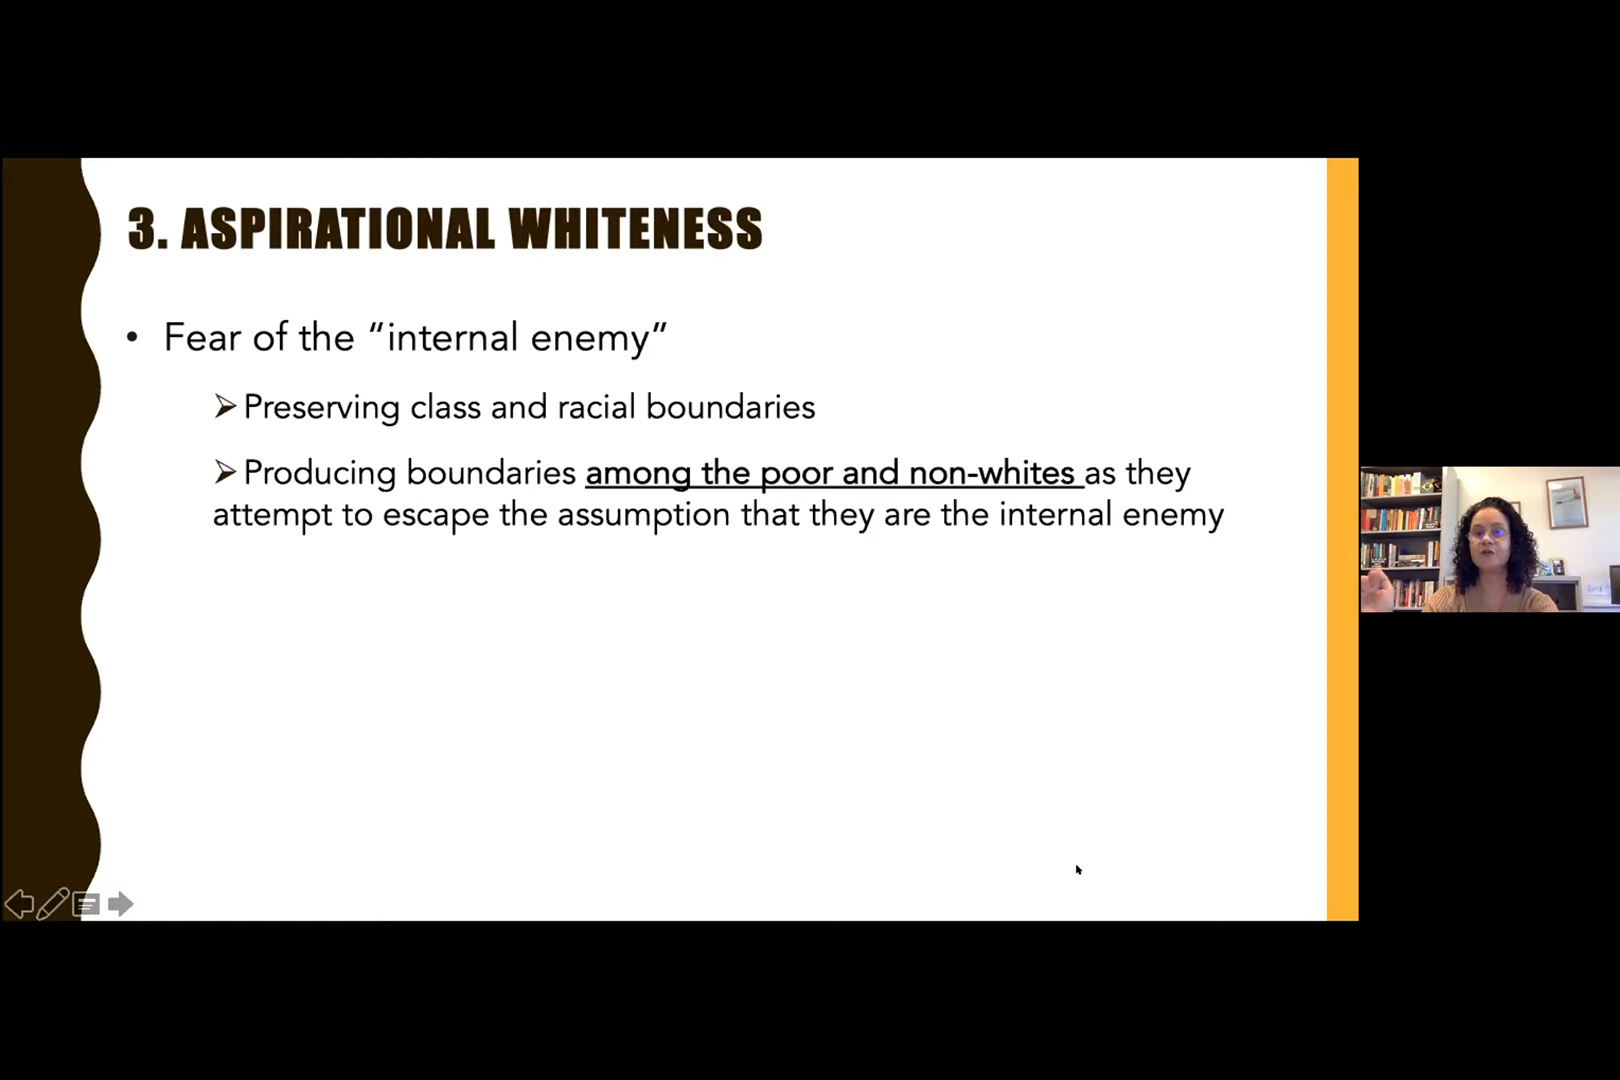 3. ASPIRATIONAL WHITENESS
• Fear of the “internal enemy”
➢Preserving class and racial boundaries
➢Producing boundaries among the poor and non-whites as they
attempt to escape the assumption that they are the internal enemy